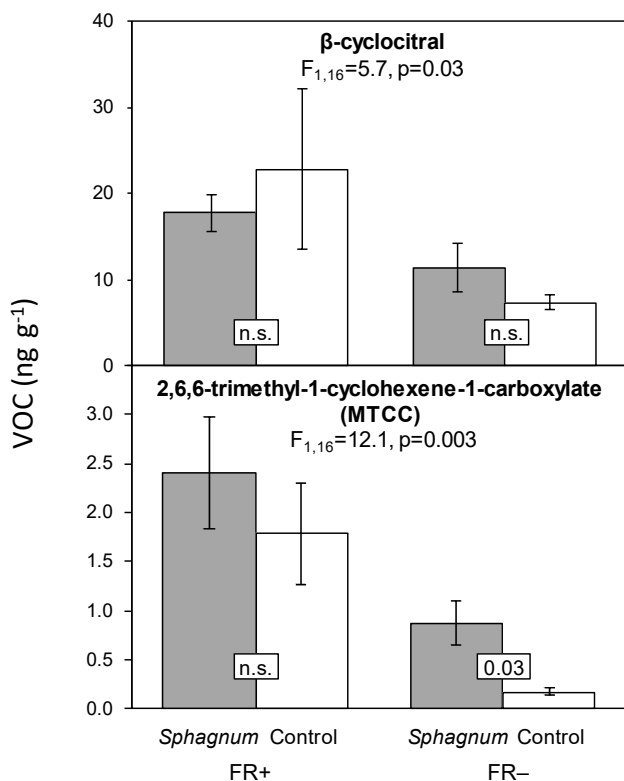 VOC (ng g⁻¹)
40
30
20
10
0
β-cyclocitral
F₁,₁₆=5.7, p=0.03
n.s.
n.s.
3.0
2.5
2.0
1.5
1.0
0.5
0.0
2,6,6-trimethyl-1-cyclohexene-1-carboxylate
(MTCC)
F₁,₁₆=12.1, p=0.003
n.s.
0.03
Sphagnum Control Sphagnum Control
FR+ FR–